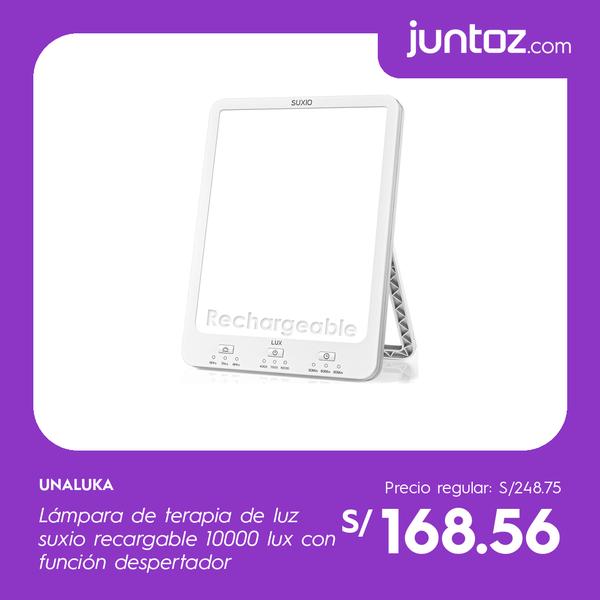 juntoz.com
SUXIO
Rechargeable
LUX
UNALUKA
Lámpara de terapia de luz
suxio recargable 10000 lux con
función despertador
Precio regular: S/248.75
S/168.56